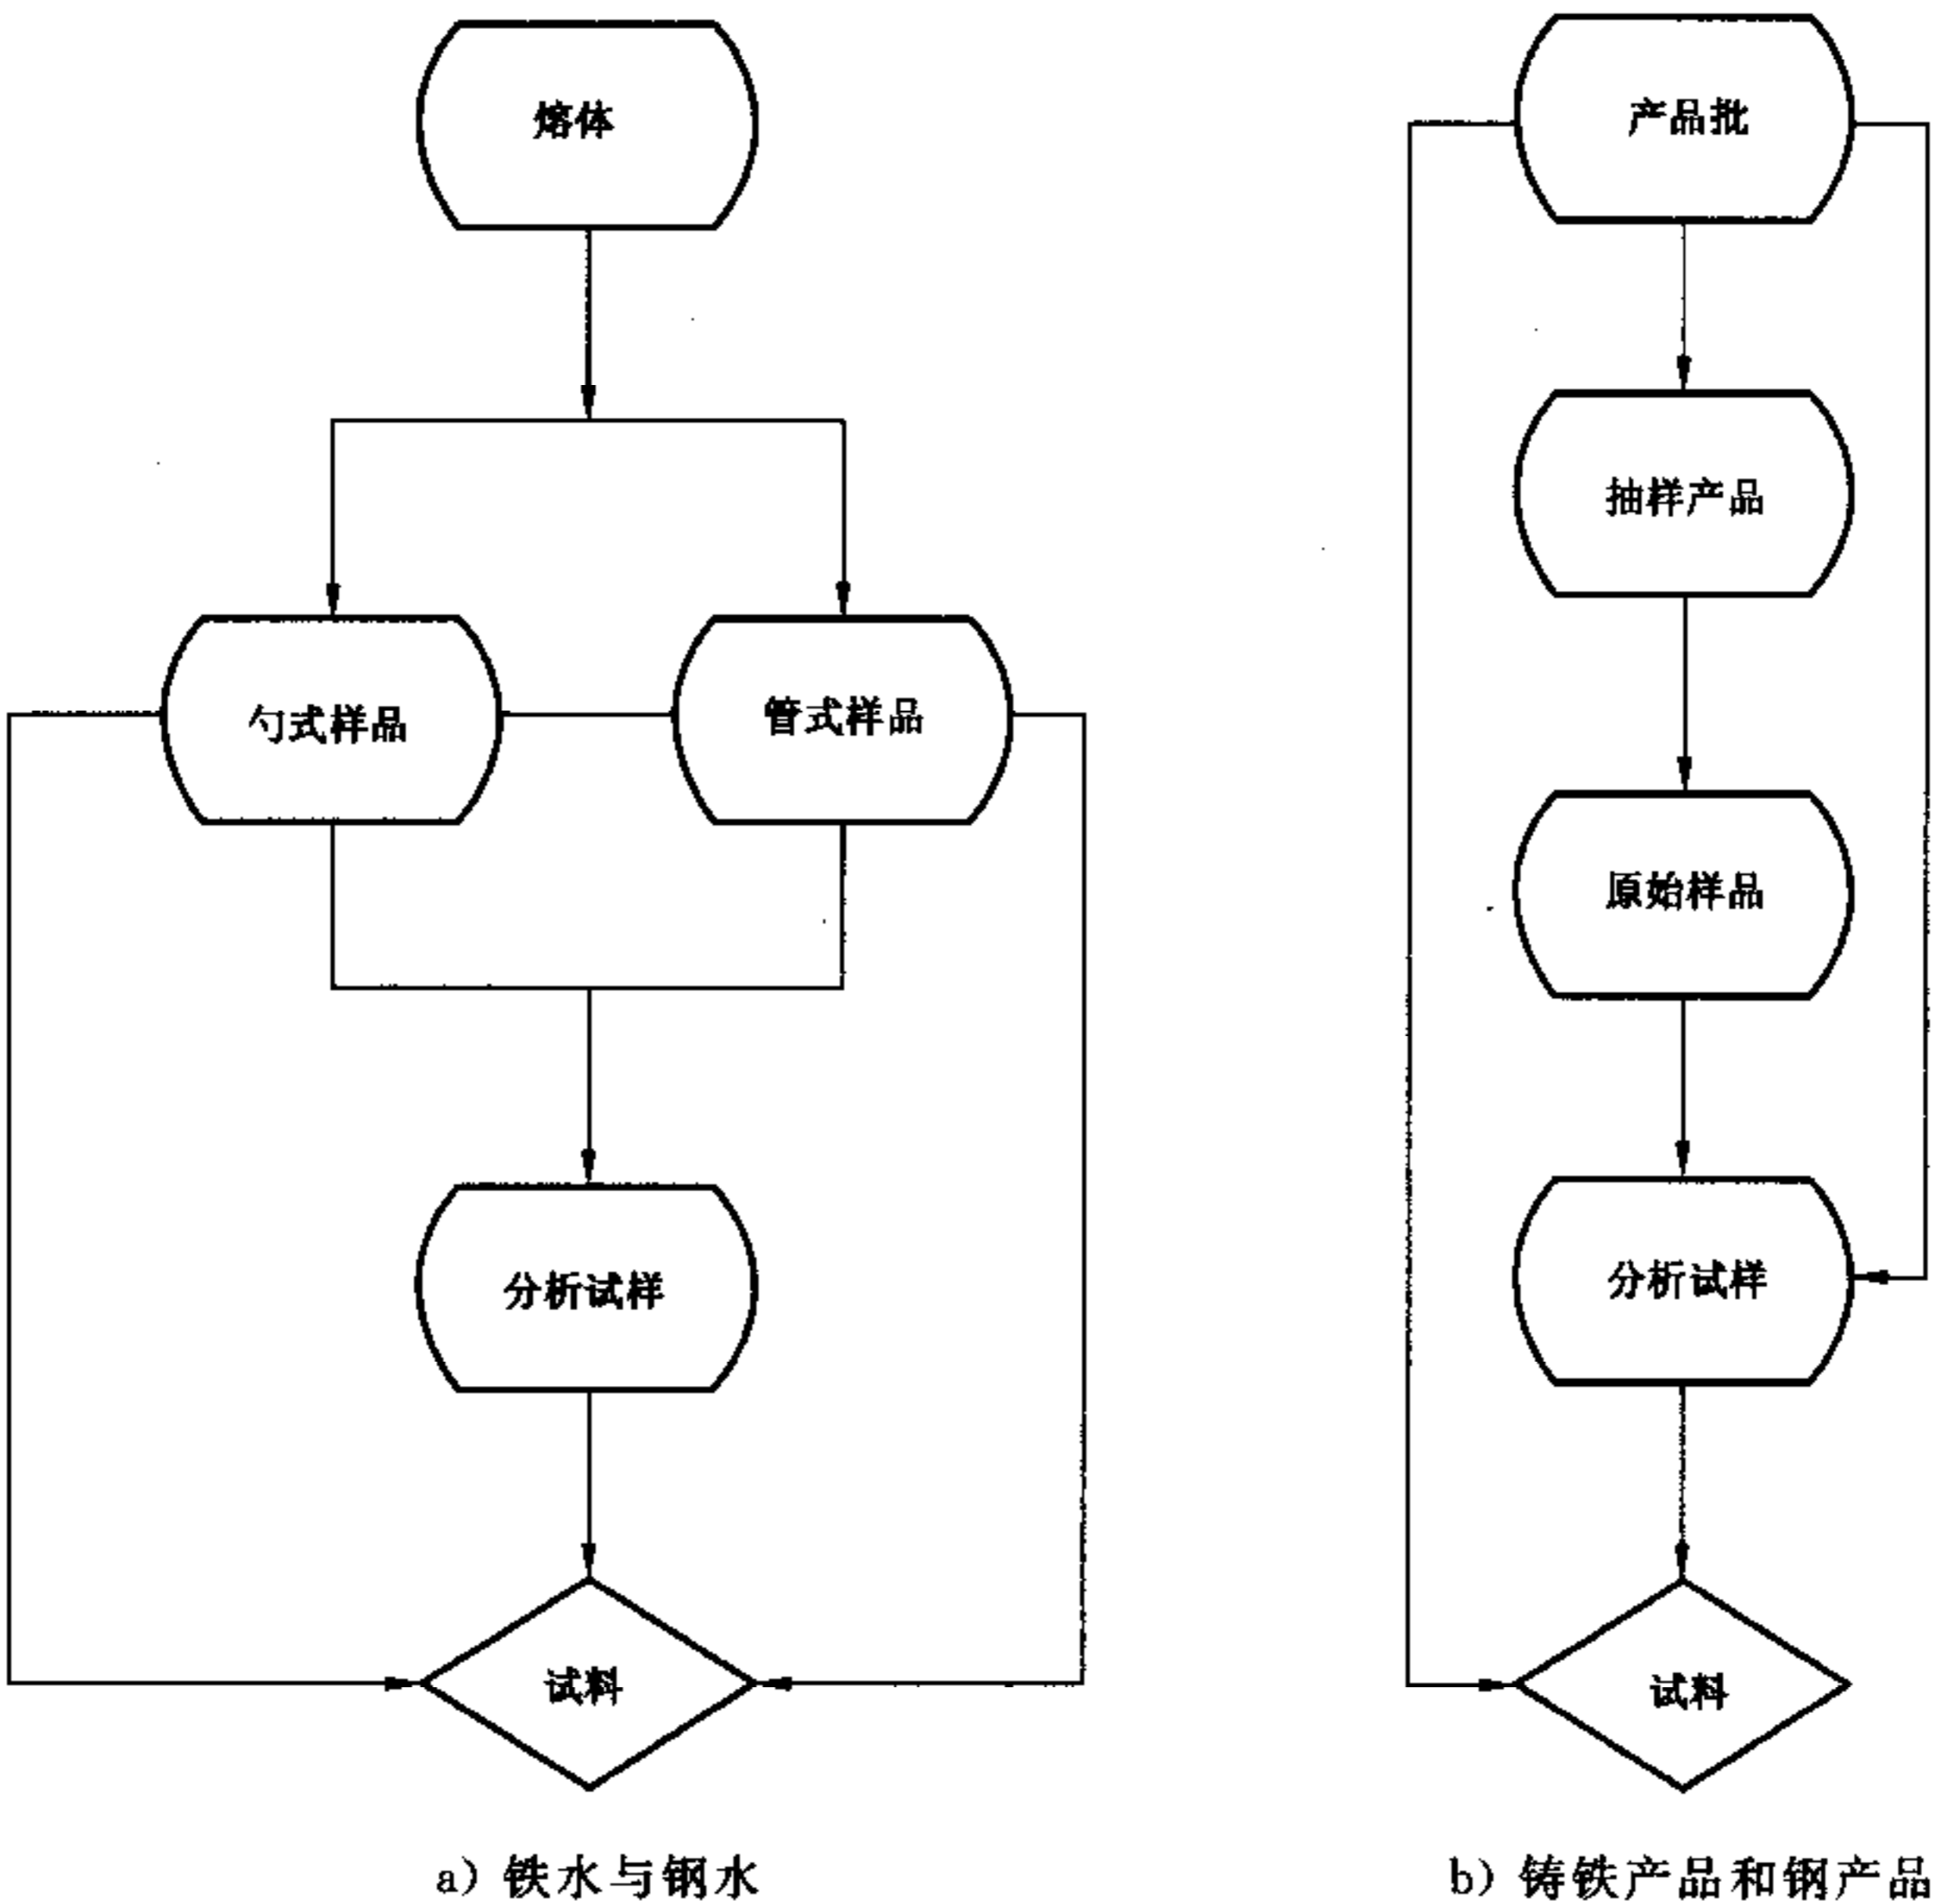 熔体
勺式样品
管式样品
分析试样
试料
a) 铁水与钢水
产品批
抽样产品
原始样品
分析试样
试料
b) 铸铁产品和钢产品